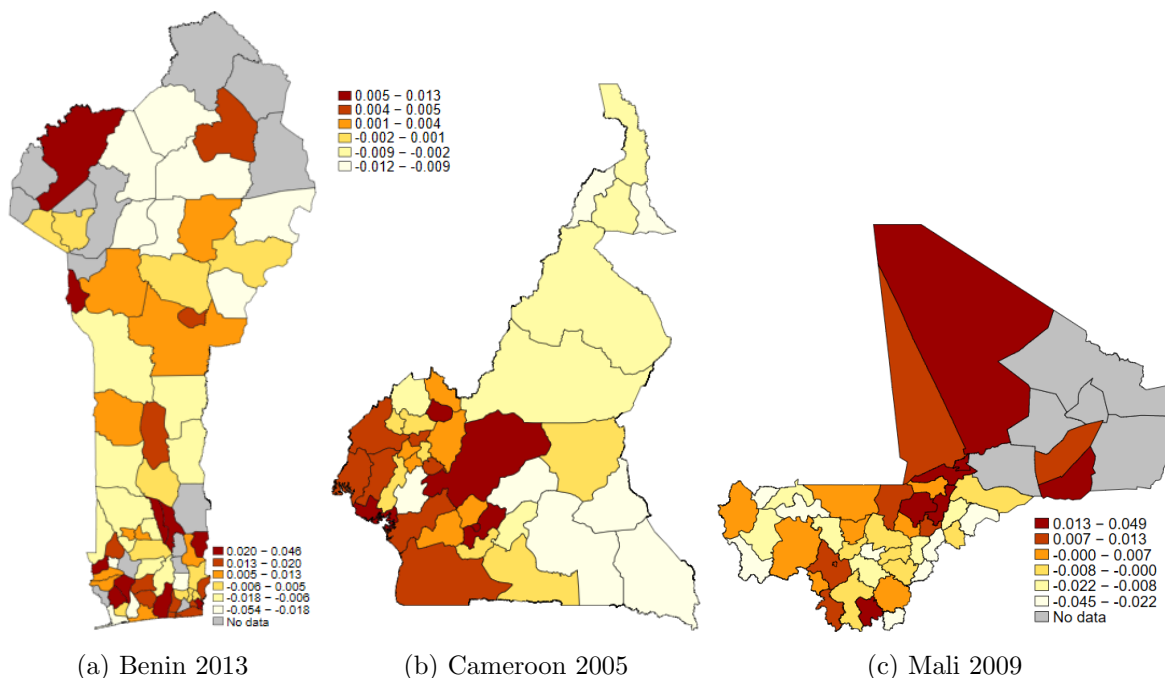 0.005 – 0.013
0.004 – 0.005
0.001 – 0.004
-0.002 – 0.001
-0.009 – -0.002
-0.012 – -0.009
0.020 – 0.046
0.013 – 0.020
0.005 – 0.013
-0.006 – 0.005
-0.018 – -0.006
-0.054 – -0.018
No data
0.013 – 0.049
0.007 – 0.013
-0.000 – 0.007
-0.008 – -0.000
-0.022 – -0.008
-0.045 – -0.022
No data
(a) Benin 2013
(b) Cameroon 2005
(c) Mali 2009